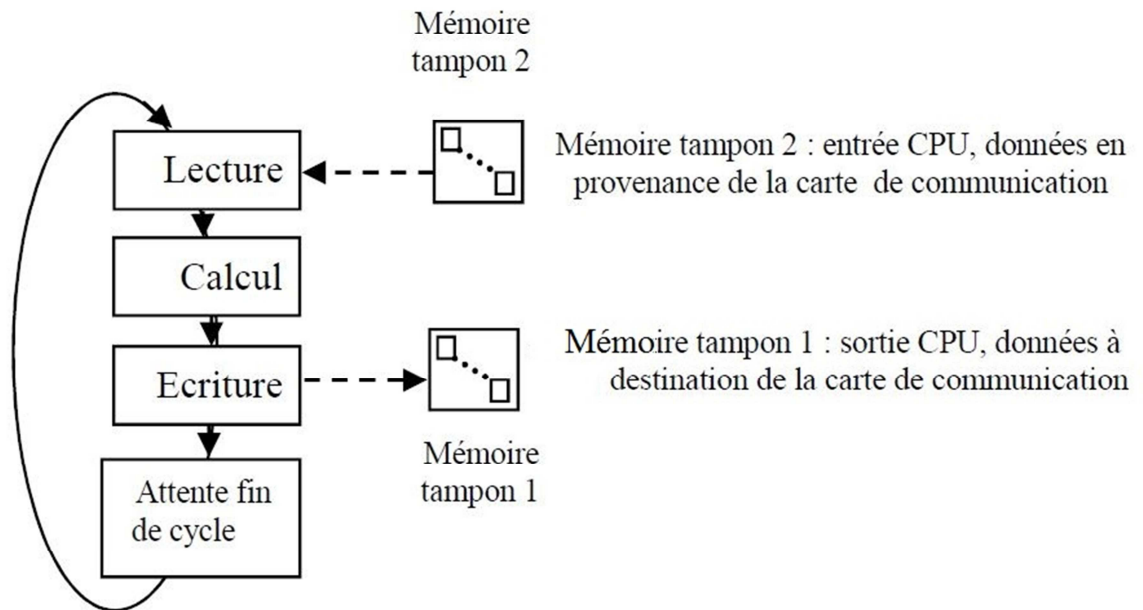 Mémoire
tampon 2
Lecture
Mémoire tampon 2 : entrée CPU, données en
provenance de la carte de communication
Calcul
Ecriture
Mémoire tampon 1 : sortie CPU, données à
destination de la carte de communication
Mémoire
tampon 1
Attente fin
de cycle